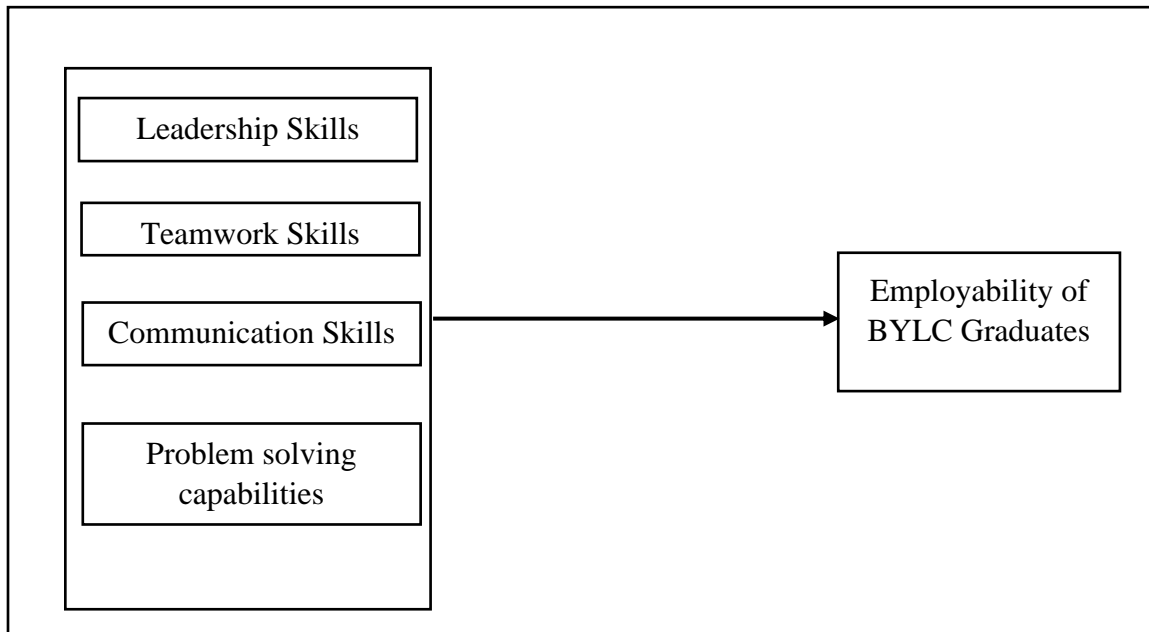 Leadership Skills
Teamwork Skills
Communication Skills
Problem solving
capabilities
Employability of
BYLC Graduates